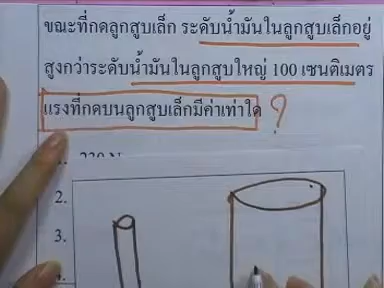 ขณะที่กดลูกสูบเล็ก ระดับน้ำมันในลูกสูบเล็กอยู่
สูงกว่าระดับน้ำมันในลูกสูบใหญ่ 100 เซนติเมตร
แรงที่กดบนลูกสูบเล็กมีค่าเท่าใด ?
2.
3.